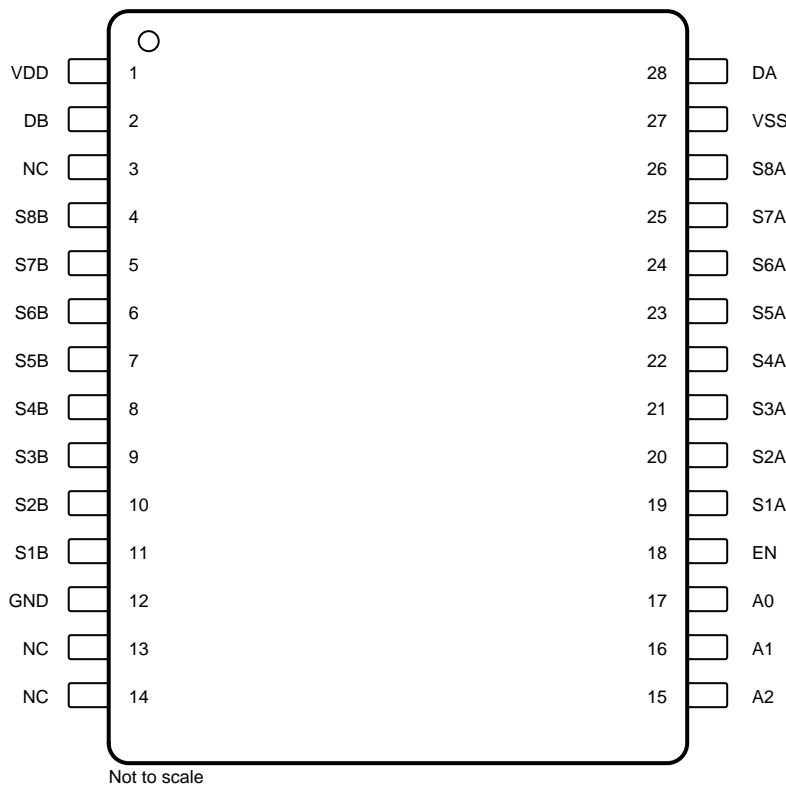 VDD 1 28 DA
DB 2 27 VSS
NC 3 26 S8A
S8B 4 25 S7A
S7B 5 24 S6A
S6B 6 23 S5A
S5B 7 22 S4A
S4B 8 21 S3A
S3B 9 20 S2A
S2B 10 19 S1A
S1B 11 18 EN
GND 12 17 A0
NC 13 16 A1
NC 14 15 A2
Not to scale